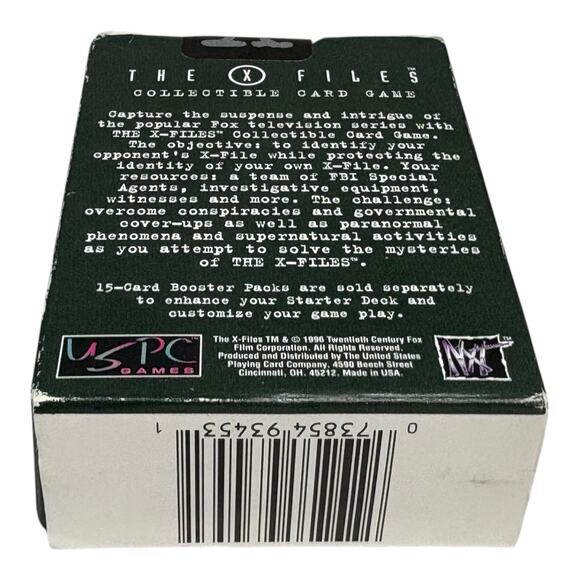 THE X FILES™
COLLECTIBLE CARD GAME
Capture the suspense and intrigue of
the popular Fox television series with
THE X-FILES™ Collectible Card Game.
The objective: to identify your
opponent's X-File while protecting the
identity of your own X-File. Your
resources: a team of FBI Special
Agents, investigative equipment,
witnesses and more. The challenge:
overcome conspiracies and governmental
cover-ups as well as paranormal
phenomena and supernatural activities
as you attempt to solve the mysteries
of THE X-FILES™.
15-Card Booster Packs are sold separately
to enhance your Starter Deck and
customize your game play.
USPC
GAMES
The X-Files TM & © 1996 Twentieth Century Fox
Film Corporation. All Rights Reserved.
Produced and Distributed by The United States
Playing Card Company, 4590 Beech Street
Cincinnati, OH. 45212. Made in USA.
NXT™
0 73854 93453 1